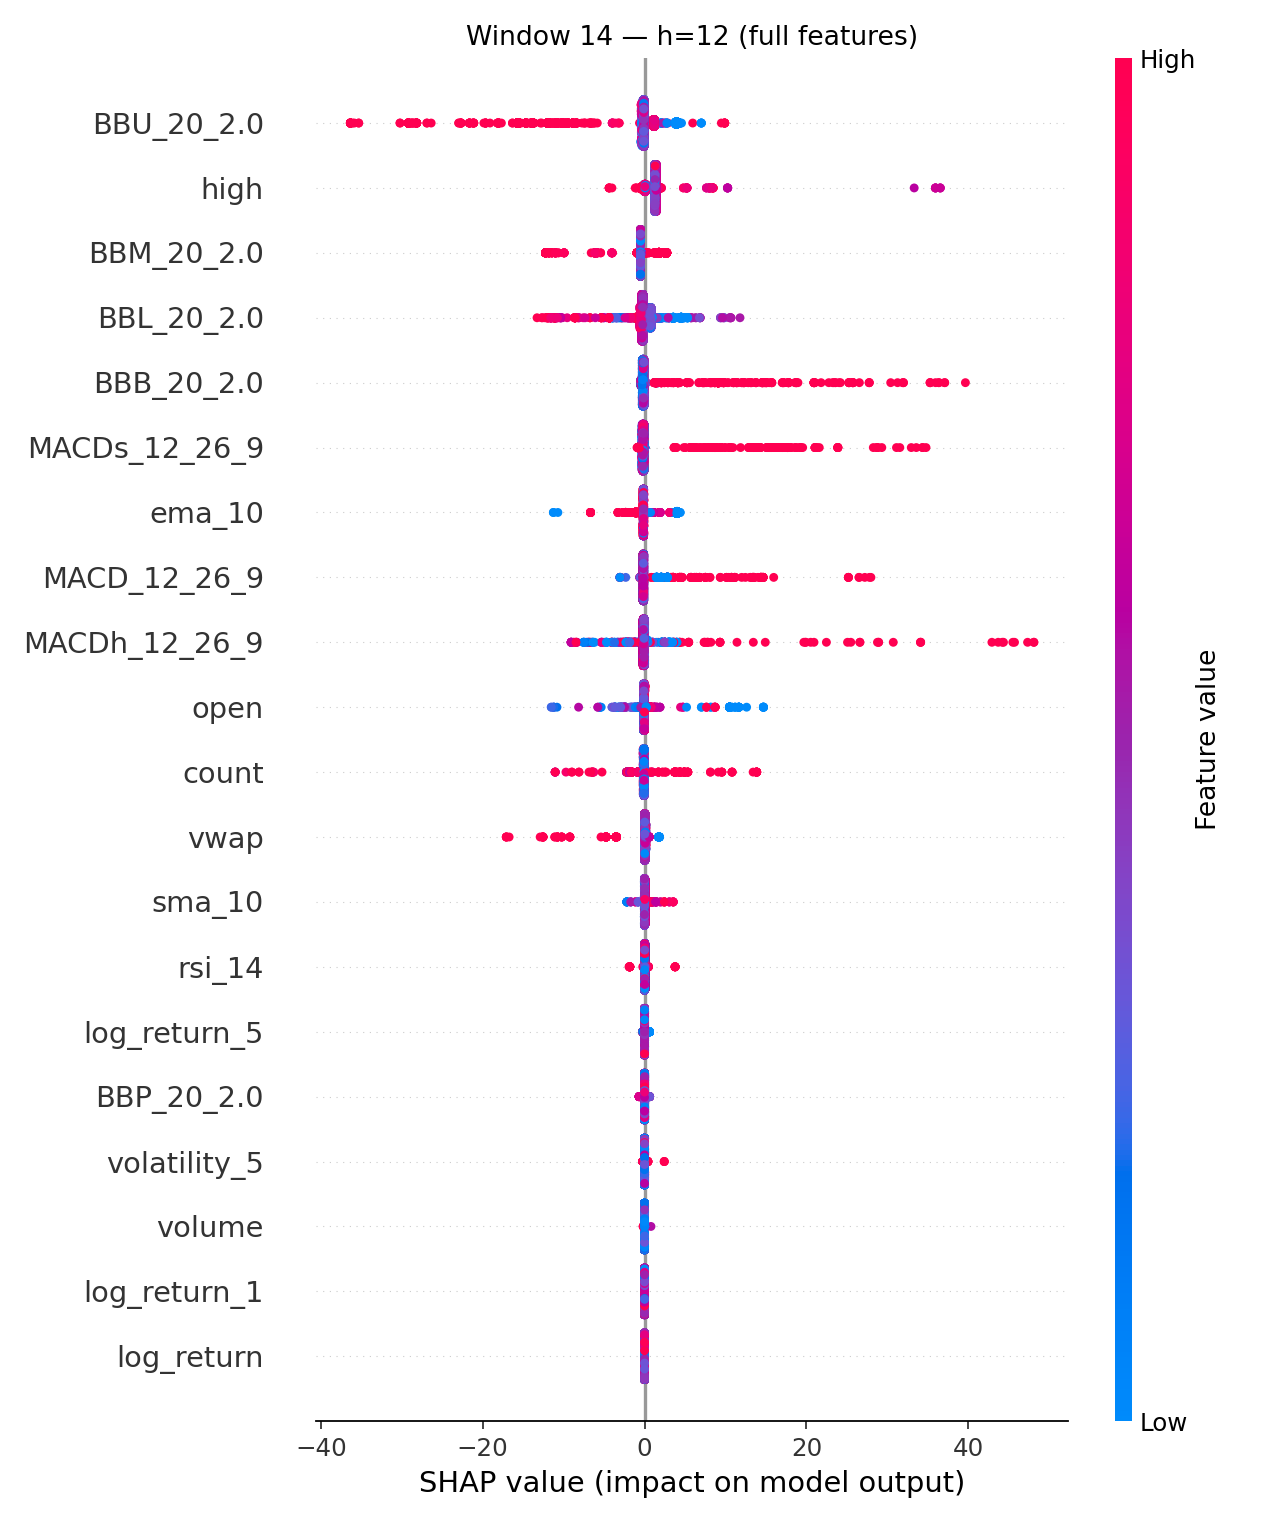 Window 14 — h=12 (full features)
High
BBU_20_2.0
high
BBM_20_2.0
BBL_20_2.0
BBB_20_2.0
MACDs_12_26_9
ema_10
MACD_12_26_9
MACDh_12_26_9
open
count
vwap
sma_10
rsi_14
log_return_5
BBP_20_2.0
volatility_5
volume
log_return_1
log_return
Feature value
Low
−40 −20 0 20 40
SHAP value (impact on model output)